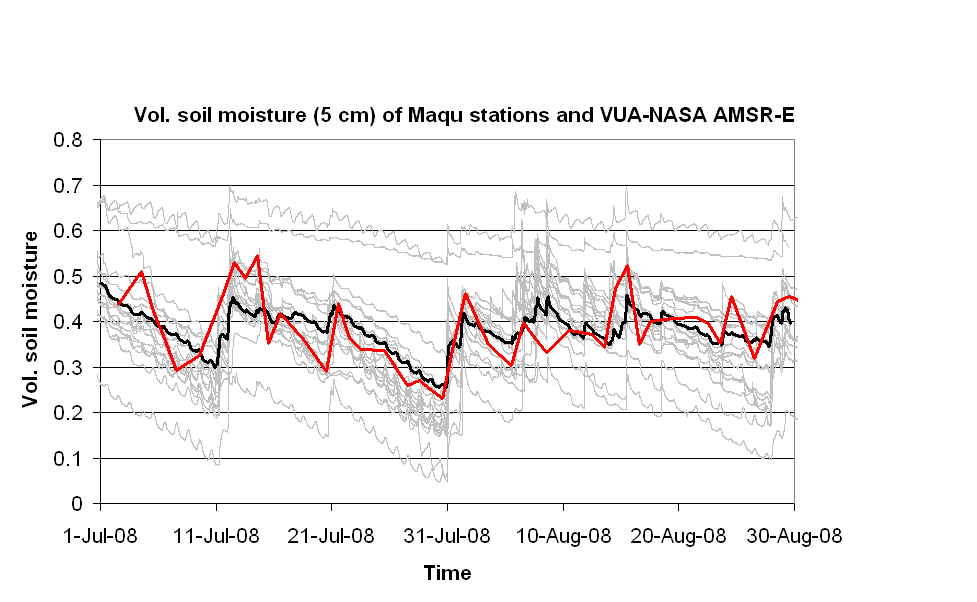 Vol. soil moisture (5 cm) of Maqu stations and VUA-NASA AMSR-E
0.8
0.7
0.6
0.5
0.4
0.3
0.2
0.1
0
Vol. soil moisture
1-Jul-08 11-Jul-08 21-Jul-08 31-Jul-08 10-Aug-08 20-Aug-08 30-Aug-08
Time